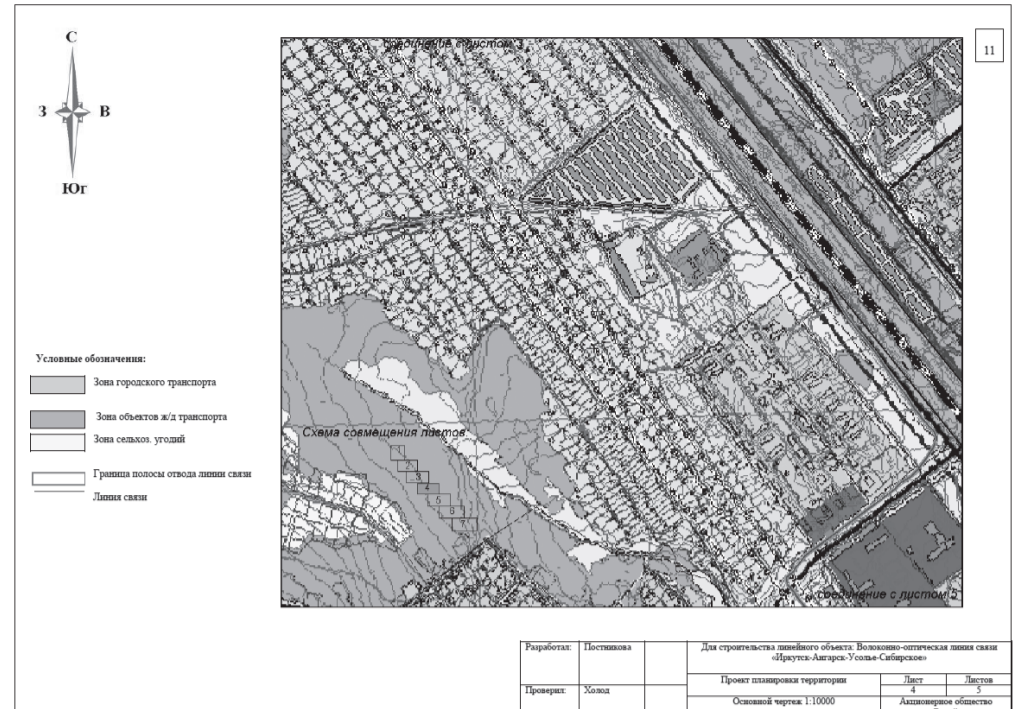 11
С
З
В
Юг
соединение с листом
Условные обозначения:
Зона городского транспорта
Зона объектов ж/д транспорта
Зона сельхоз. угодий
Граница полосы отвода линии связи
Линия связи
Схема совмещения листов
3
4
5
6
7
соединение с листом 5
Разработал: Постникова
Для строительства линейного объекта: Волоконно-оптическая линия связи
«Иркутск-Ангарск-Усолье-Сибирское»
Проект планировки территории
Лист Листов
4 5
Проверил: Холод
Основной чертеж 1:10000
Акционерное общество